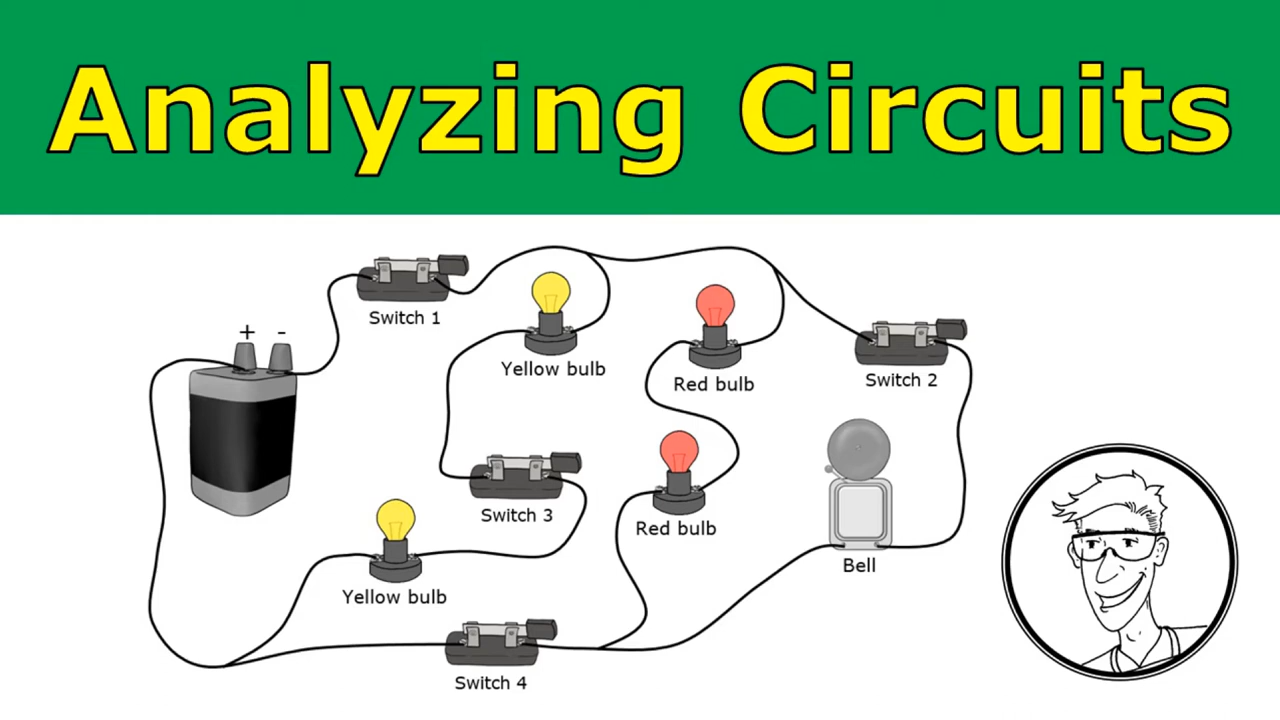 Analyzing Circuits
Switch 1
+ -
Yellow bulb
Red bulb
Switch 2
Switch 3
Red bulb
Bell
Yellow bulb
Switch 4